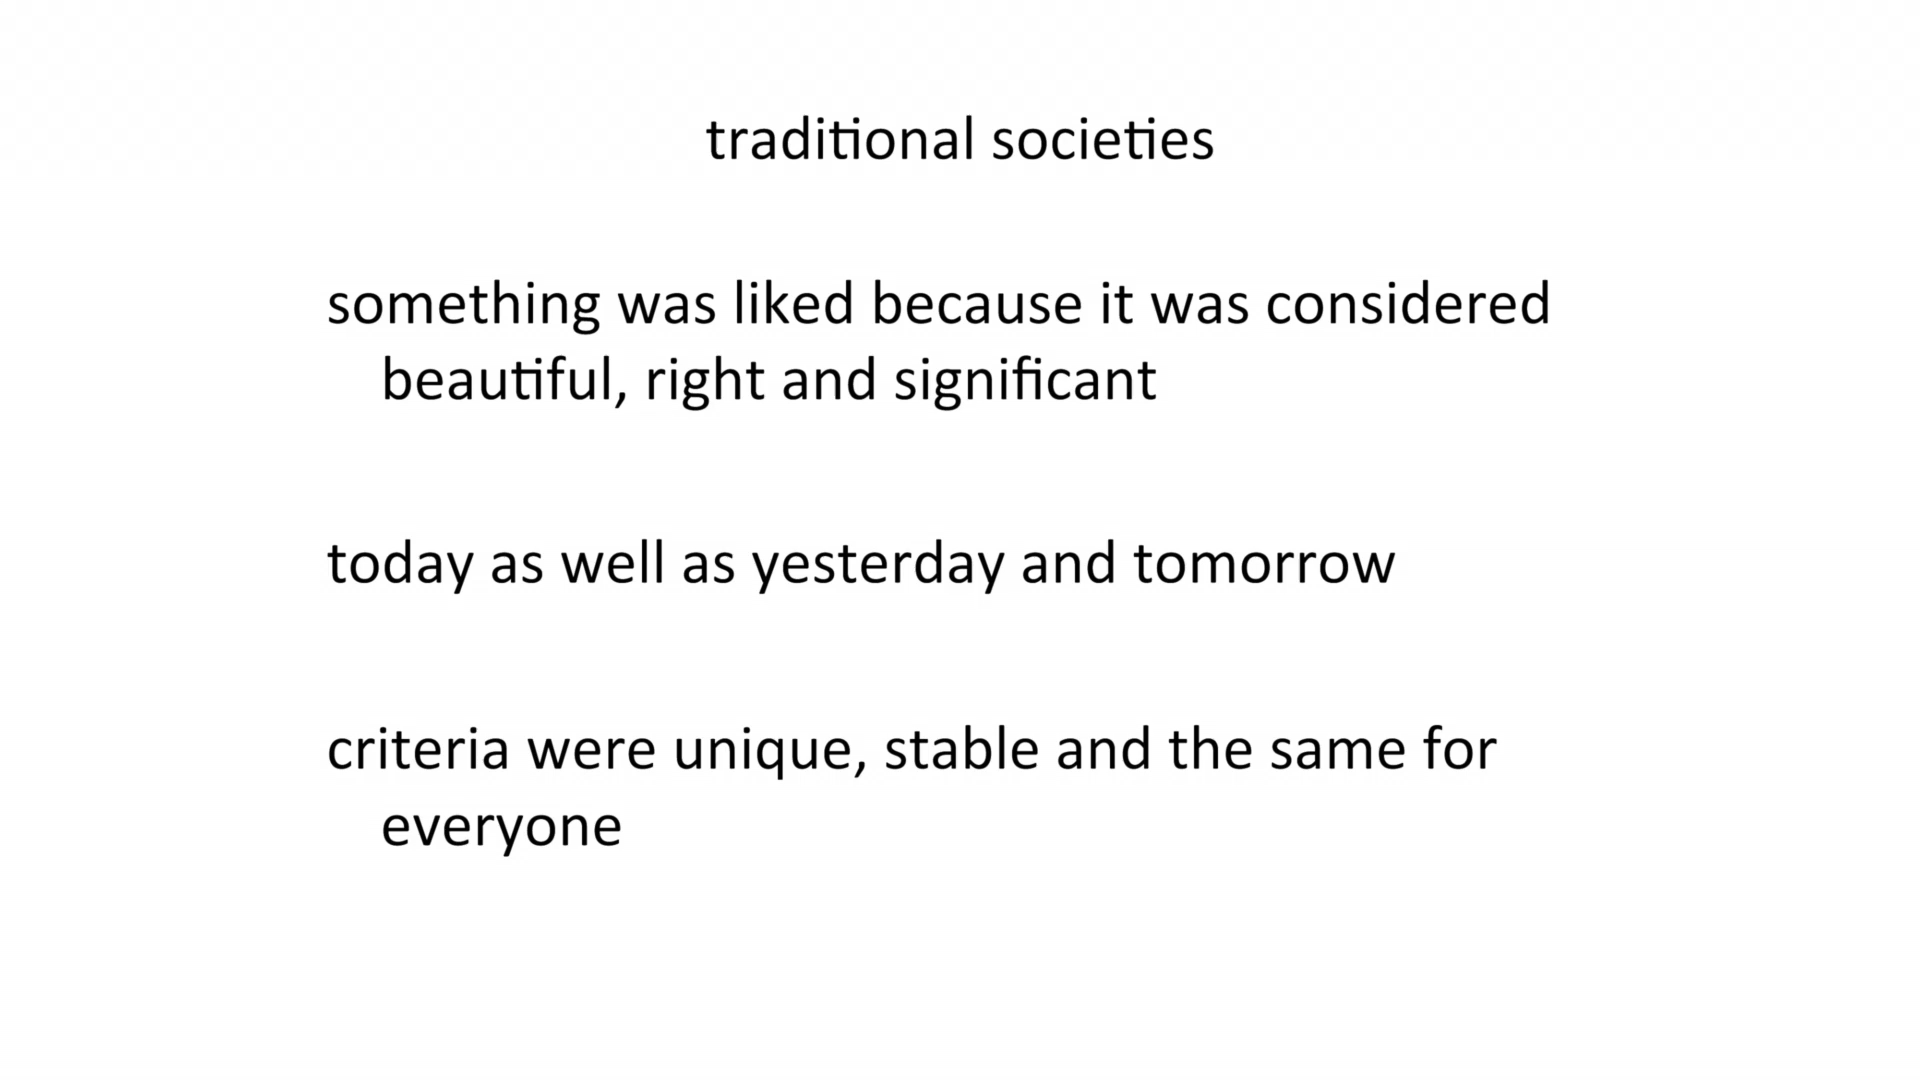 traditional societies
something was liked because it was considered
beautiful, right and significant
today as well as yesterday and tomorrow
criteria were unique, stable and the same for
everyone